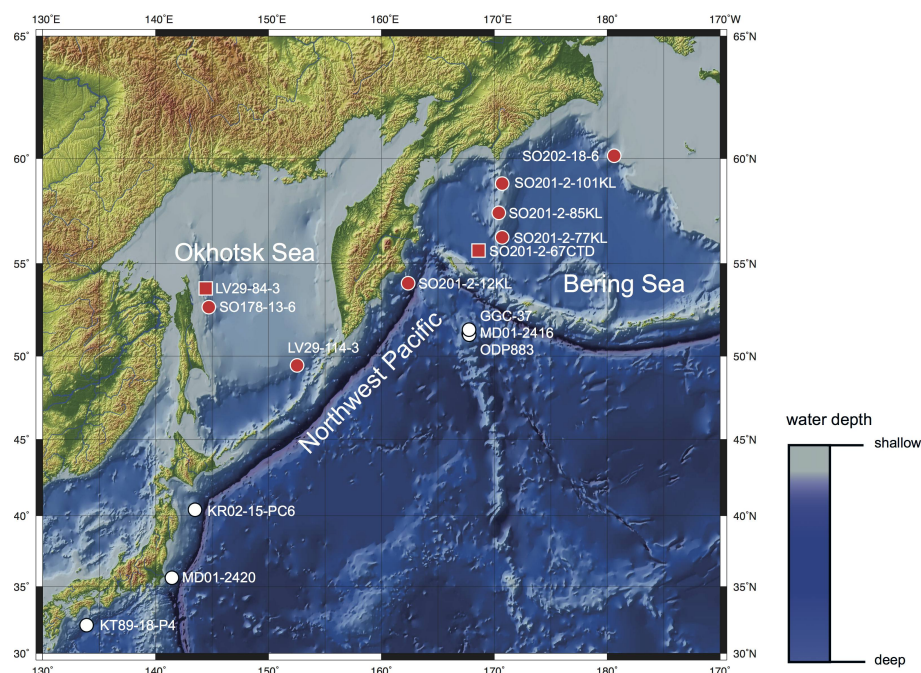 130˚E 140˚E 150˚E 160˚E 170˚E 180˚E 170˚W
65˚N 65˚N
60˚N 60˚N
SO202-18-6
SO201-2-101KL
SO201-2-85KL
SO201-2-77KL
SO201-2-67CTD
Okhotsk Sea
55˚N 55˚N
LV29-84-3
SO201-2-12KL
Bering Sea
SO178-13-6
GGC-37
MD01-2416
ODP883
LV29-114-3
50˚N 50˚N
Northwest Pacific
45˚N 45˚N
water depth
shallow
deep
KR02-15-PC6
40˚N 40˚N
MD01-2420
35˚N 35˚N
KT89-18-P4
30˚N 30˚N
130˚E 140˚E 150˚E 160˚E 170˚E 180˚E 170˚W